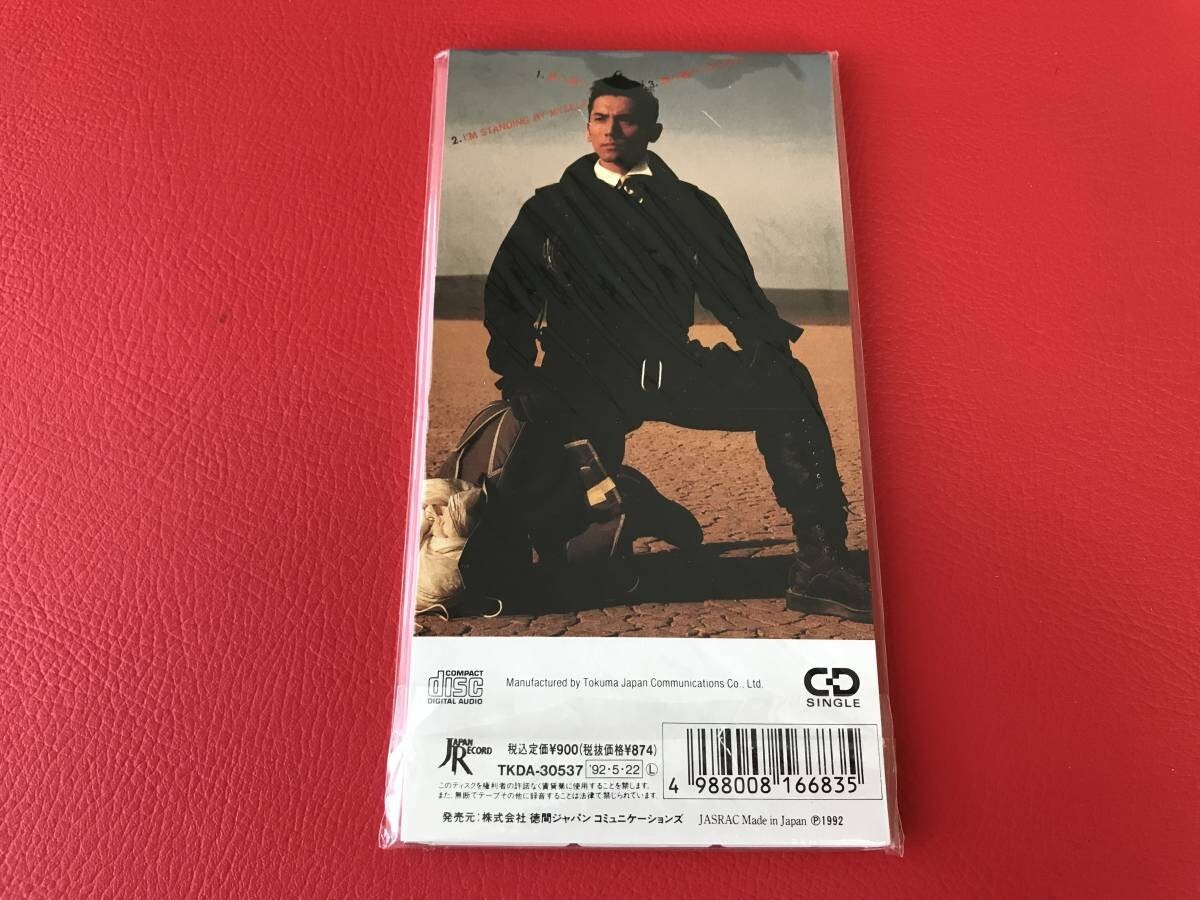 1.
3.
2. I'M STANDING BY MYSELF
COMPACT
disc
DIGITAL AUDIO
Manufactured by Tokuma Japan Communications Co., Ltd.
CD
SINGLE
JAPAN
RECORD
税込定価¥900(税抜価格¥874)
TKDA-30537 '92・5・22 Ⓛ
このディスクを権利者の許諾なく賃貸業に使用することを禁じます。
また、無断でテープその他に録音することは法律で禁じられています。
4 988008 166835
発売元:株式会社 徳間ジャパン コミュニケーションズ
JASRAC Made in Japan Ⓟ1992